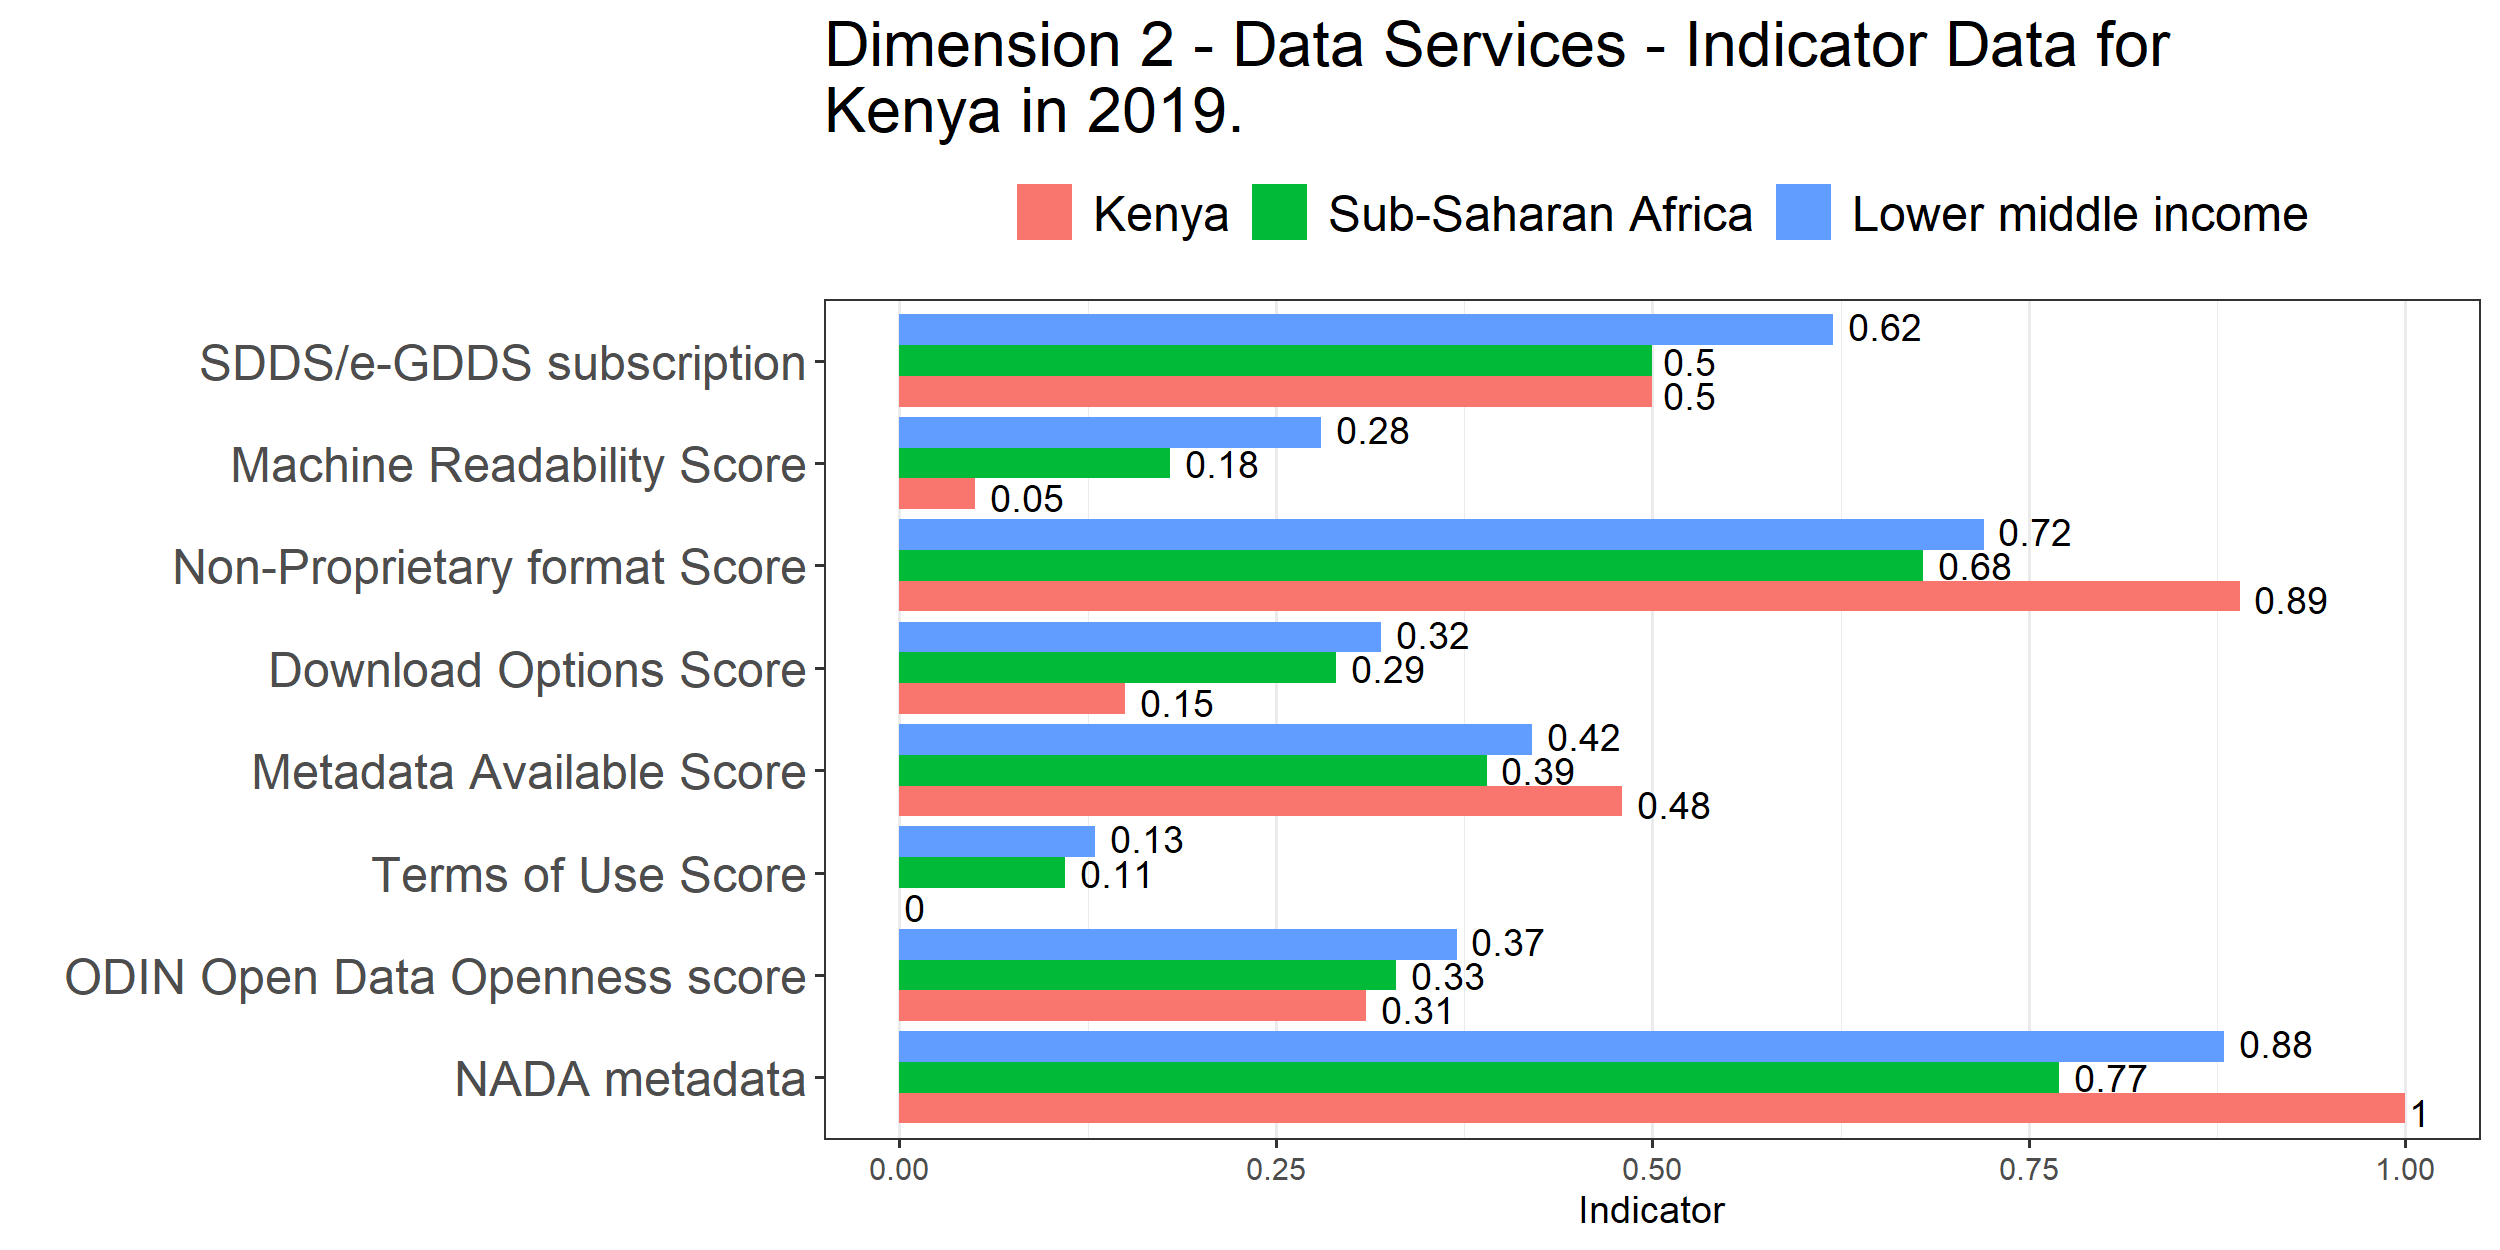 Dimension 2 - Data Services - Indicator Data for
Kenya in 2019.
Kenya Sub-Saharan Africa Lower middle income
SDDS/e-GDDS subscription
0.62
0.5
0.5
Machine Readability Score
0.28
0.18
0.05
Non-Proprietary format Score
0.72
0.68
0.89
Download Options Score
0.32
0.29
0.15
Metadata Available Score
0.42
0.39
0.48
Terms of Use Score
0.13
0.11
0
ODIN Open Data Openness score
0.37
0.33
0.31
NADA metadata
0.88
0.77
1
0.00 0.25 0.50 0.75 1.00
Indicator